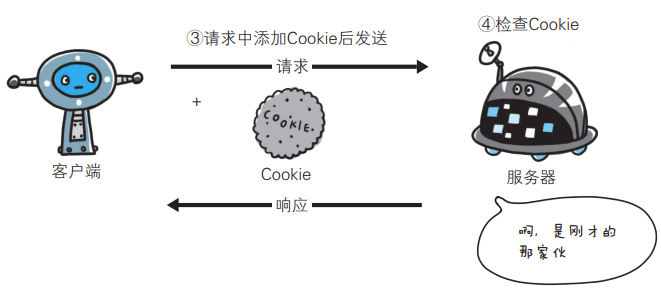 ③请求中添加Cookie后发送
④检查Cookie
请求
+
COOKIE
客户端
Cookie
服务器
响应
啊，是刚才的
那家伙